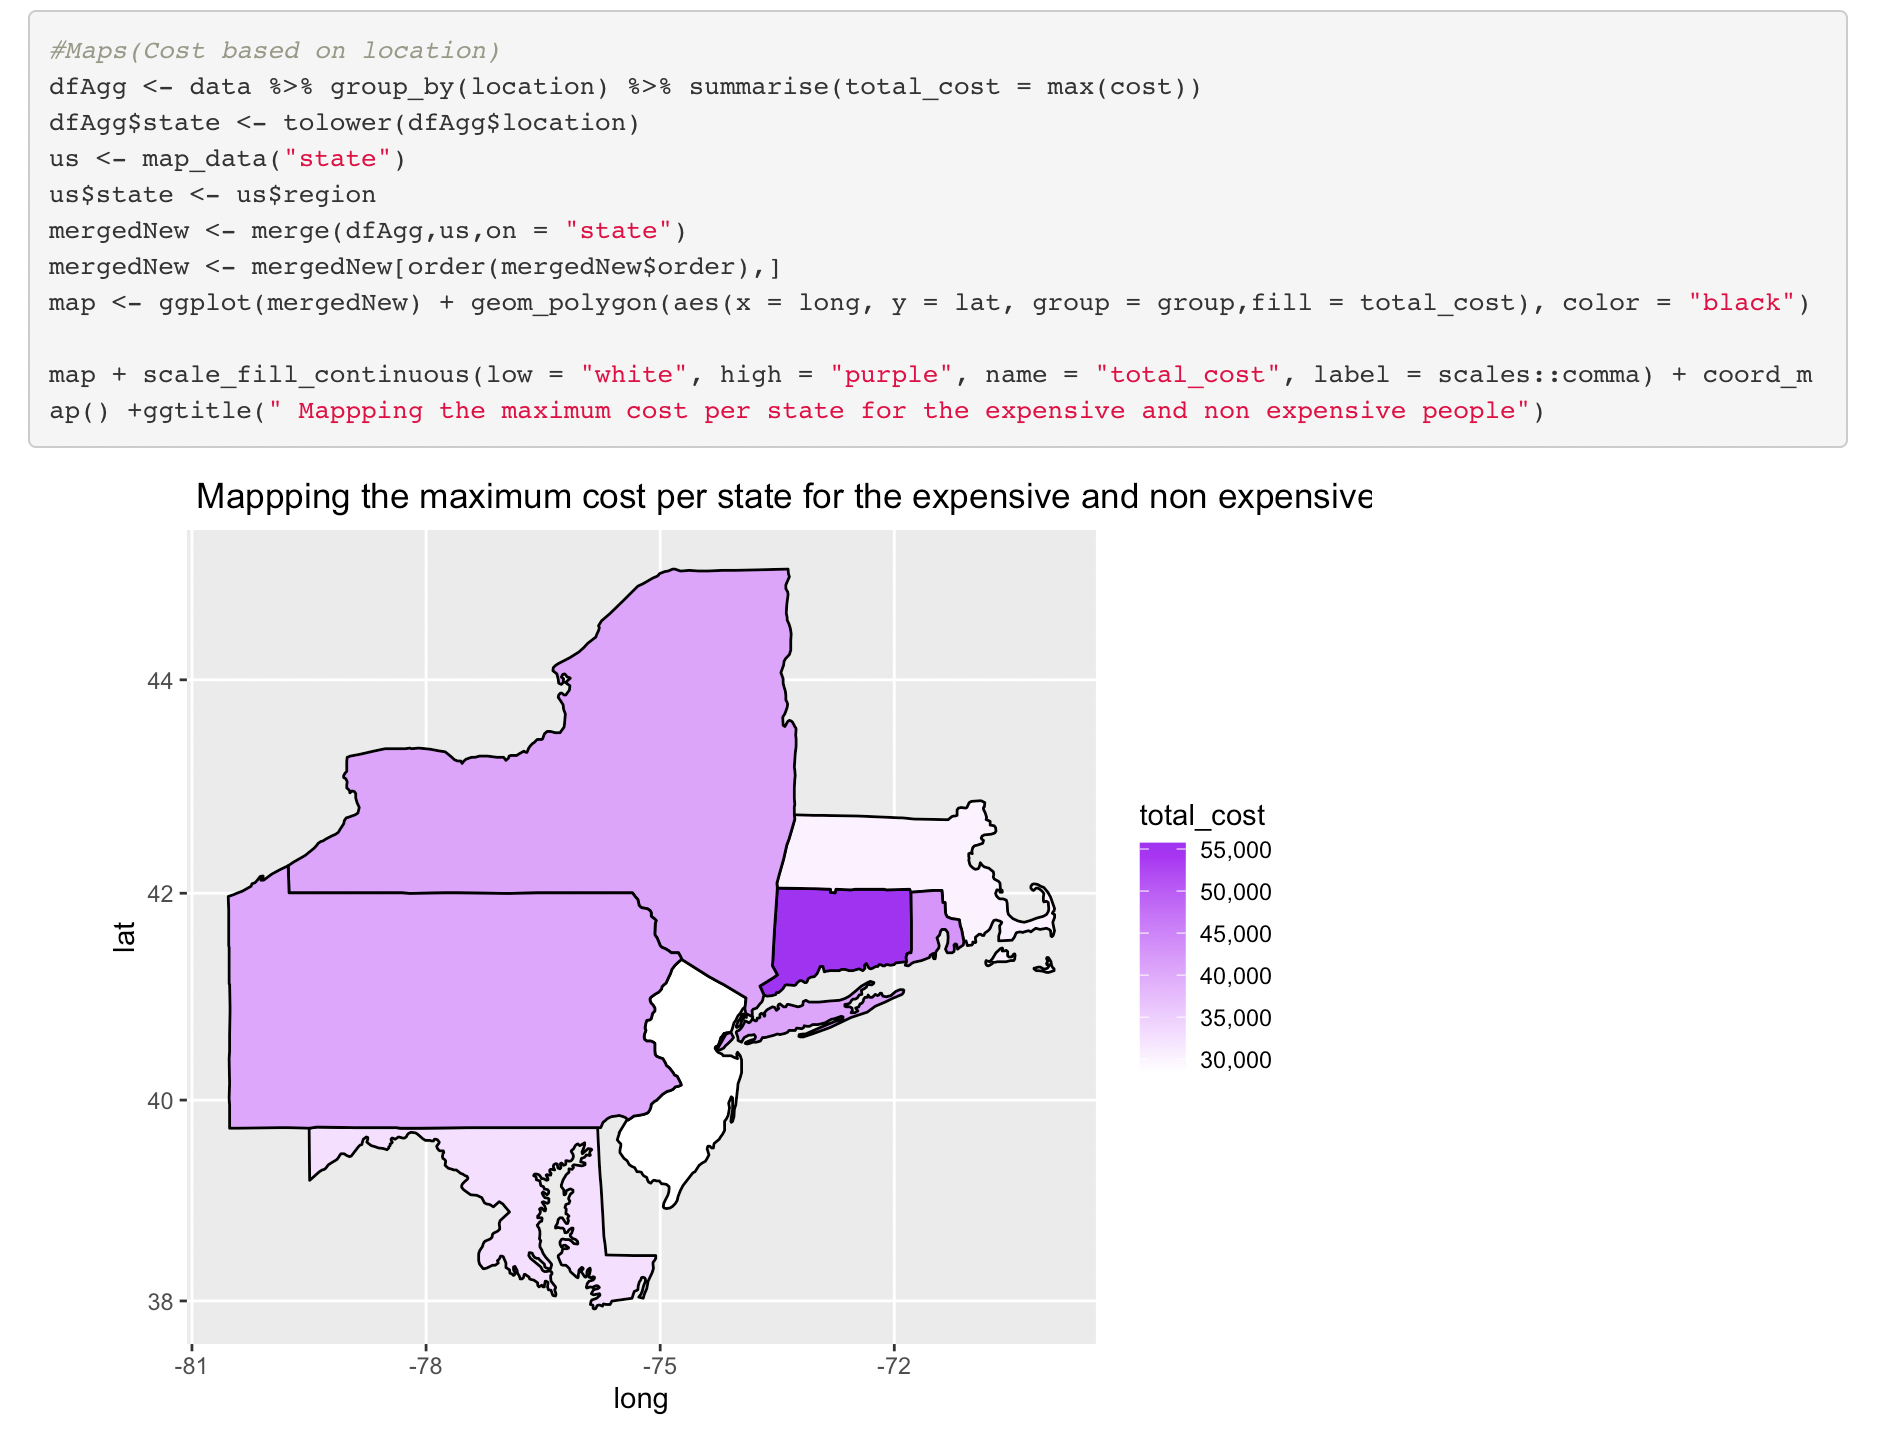 #Maps(Cost based on location)
dfAgg <- data %>% group_by(location) %>% summarise(total_cost = max(cost))
dfAgg$state <- tolower(dfAgg$location)
us <- map_data("state")
us$state <- us$region
mergedNew <- merge(dfAgg,us,on = "state")
mergedNew <- mergedNew[order(mergedNew$order),]
map <- ggplot(mergedNew) + geom_polygon(aes(x = long, y = lat, group = group,fill = total_cost), color = "black")
map + scale_fill_continuous(low = "white", high = "purple", name = "total_cost", label = scales::comma) + coord_m
ap() +ggtitle(" Mappping the maximum cost per state for the expensive and non expensive people")
Mappping the maximum cost per state for the expensive and non expensive
44
42
40
38
lat
-81
-78
-75
-72
long
total_cost
55,000
50,000
45,000
40,000
35,000
30,000